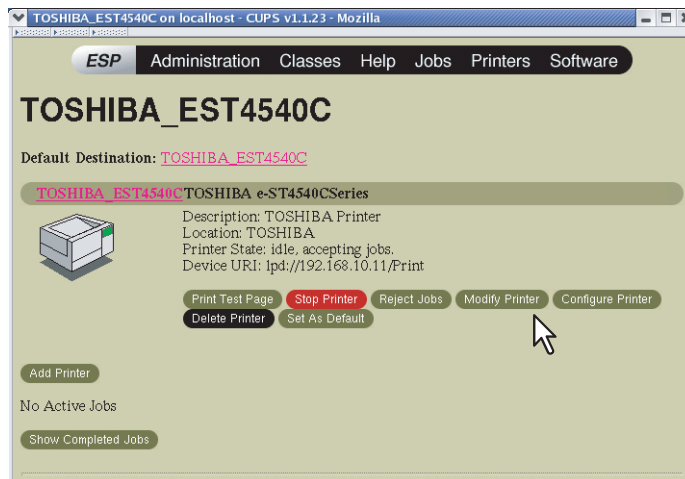 TOSHIBA_EST4540C on localhost - CUPS v1.1.23 - Mozilla
ESP Administration Classes Help Jobs Printers Software
TOSHIBA_EST4540C
Default Destination: TOSHIBA_EST4540C
TOSHIBA_EST4540C TOSHIBA e-ST4540CSeries
Description: TOSHIBA Printer
Location: TOSHIBA
Printer State: idle, accepting jobs.
Device URI: lpd://192.168.10.11/Print
Print Test Page Stop Printer Reject Jobs Modify Printer Configure Printer
Delete Printer Set As Default
Add Printer
No Active Jobs
Show Completed Jobs